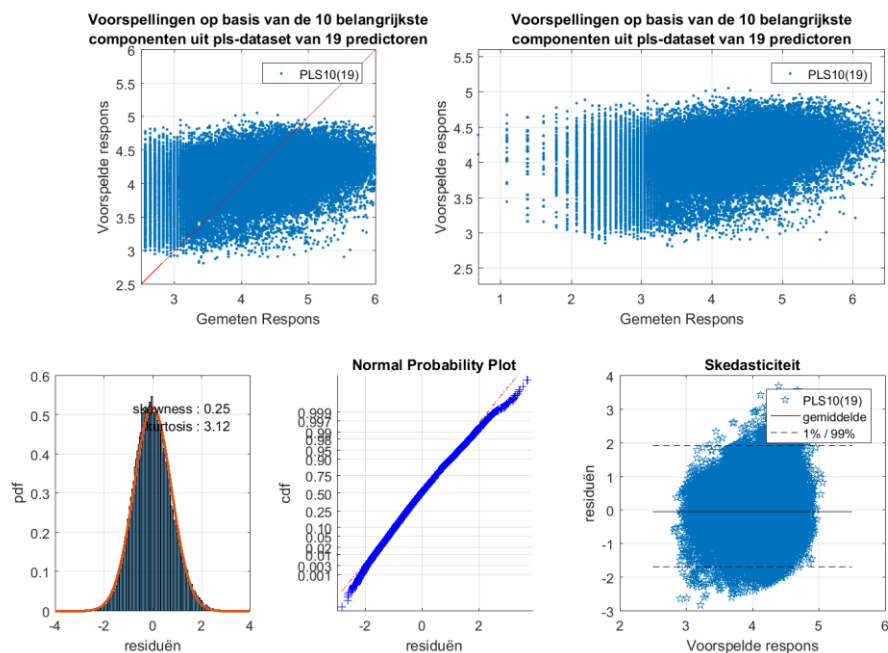 Voorspellingen op basis van de 10 belangrijkste
componenten uit pls-dataset van 19 predictoren
6
5.5
5
4.5
4
3.5
3
2.5
3
4
5
6
PLS10(19)
Voorspelde respons
Gemeten Respons
Voorspellingen op basis van de 10 belangrijkste
componenten uit pls-dataset van 19 predictoren
5.5
5
4.5
4
3.5
3
2.5
1
2
3
4
5
6
PLS10(19)
Voorspelde respons
Gemeten Respons
0.6
0.5
0.4
0.3
0.2
0.1
0
-4
-2
0
2
4
skewness : 0.25
kurtosis : 3.12
pdf
residuën
Normal Probability Plot
0.999
0.997
0.99
0.98
0.95
0.90
0.75
0.50
0.25
0.10
0.05
0.02
0.01
0.003
0.001
-2
0
2
cdf
residuën
Skedasticiteit
4
3
2
1
0
-1
-2
-3
2
3
4
5
6
PLS10(19)
gemiddelde
1% / 99%
residuën
Voorspelde respons